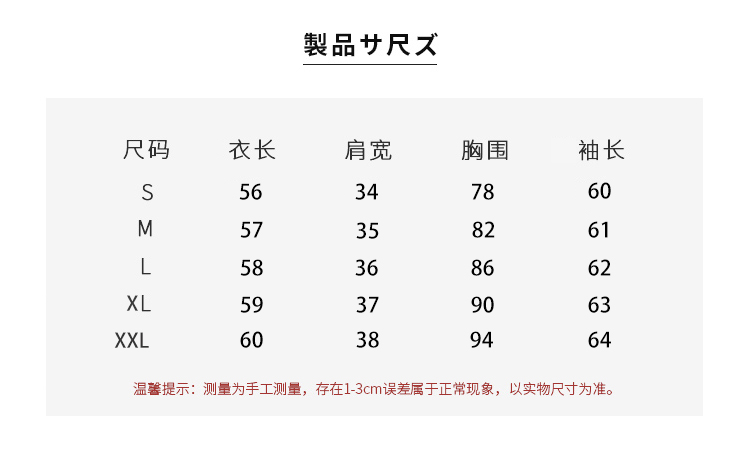 製品サ尺ズ
尺码 衣长 肩宽 胸围 袖长
S 56 34 78 60
M 57 35 82 61
L 58 36 86 62
XL 59 37 90 63
XXL 60 38 94 64
温馨提示：测量为手工测量，存在1-3cm误差属于正常现象，以实物尺寸为准。